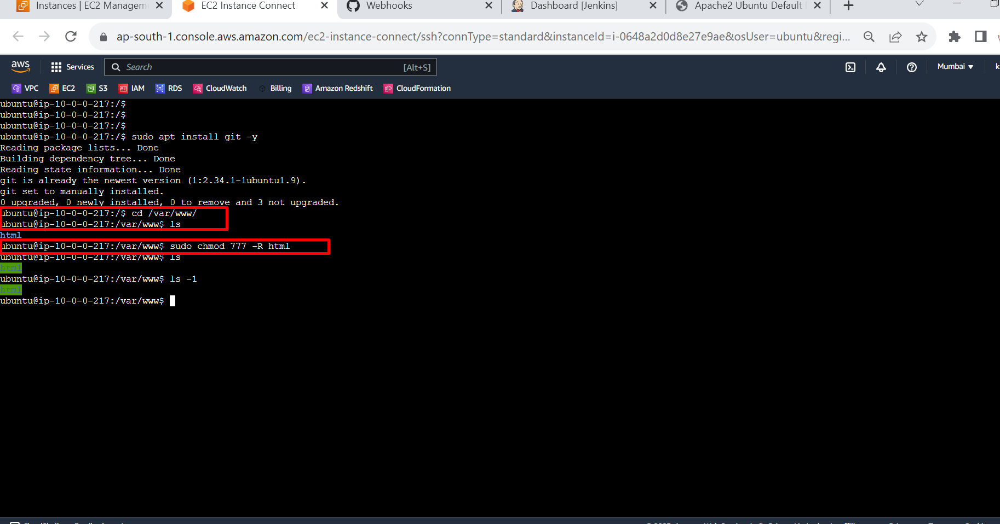 Instances | EC2 Managem
EC2 Instance Connect
Webhooks
Dashboard [Jenkins]
Apache2 Ubuntu Default
ap-south-1.console.aws.amazon.com/ec2-instance-connect/ssh?connType=standard&instanceId=i-0648a2d0d8e27e9ae&osUser=ubuntu&regi...
aws
Services
Search
[Alt+S]
Mumbai
VPC
EC2
S3
IAM
RDS
CloudWatch
Billing
Amazon Redshift
CloudFormation
ubuntu@ip-10-0-0-217:/$
ubuntu@ip-10-0-0-217:/$
ubuntu@ip-10-0-0-217:/$
ubuntu@ip-10-0-0-217:/$ sudo apt install git -y
Reading package lists... Done
Building dependency tree... Done
Reading state information... Done
git is already the newest version (1:2.34.1-1ubuntu1.9).
git set to manually installed.
0 upgraded, 0 newly installed, 0 to remove and 3 not upgraded.
ubuntu@ip-10-0-0-217:/$ cd /var/www/
ubuntu@ip-10-0-0-217:/var/www$ ls
html
ubuntu@ip-10-0-0-217:/var/www$ sudo chmod 777 -R html
ubuntu@ip-10-0-0-217:/var/www$ ls
html
ubuntu@ip-10-0-0-217:/var/www$ ls -1
html
ubuntu@ip-10-0-0-217:/var/www$